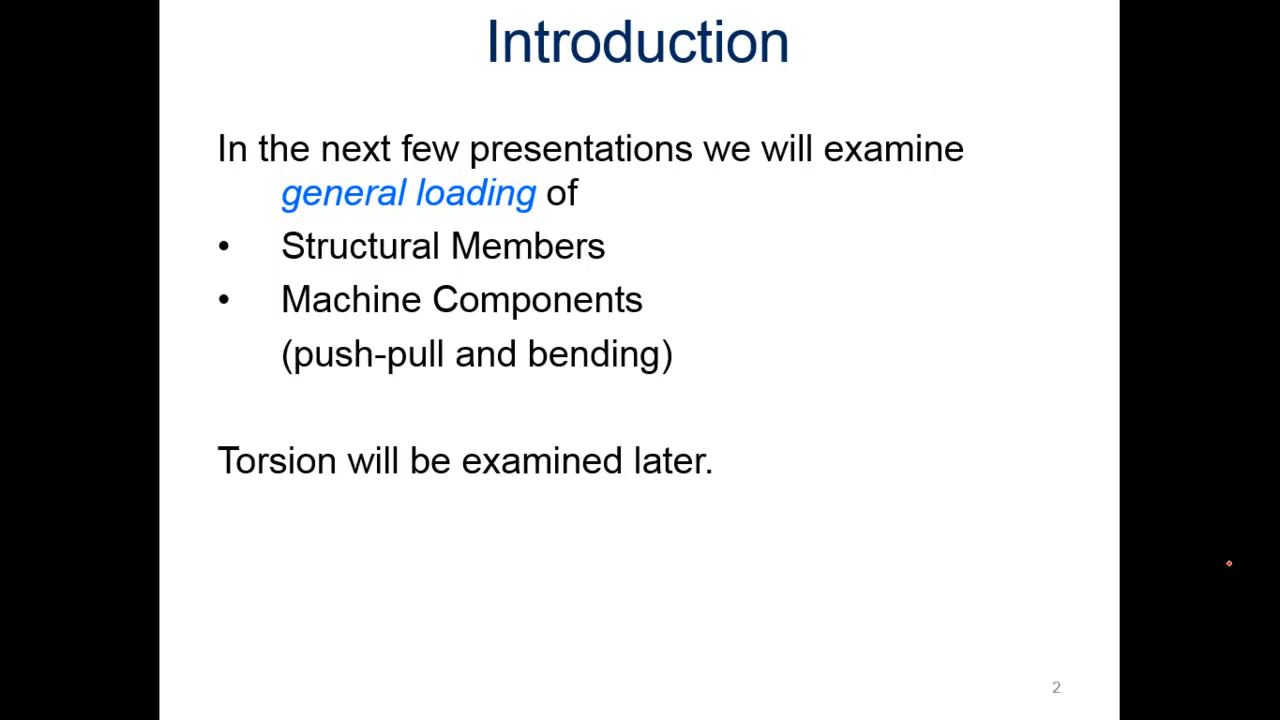 Introduction
In the next few presentations we will examine
general loading of
• Structural Members
• Machine Components
(push-pull and bending)
Torsion will be examined later.
2